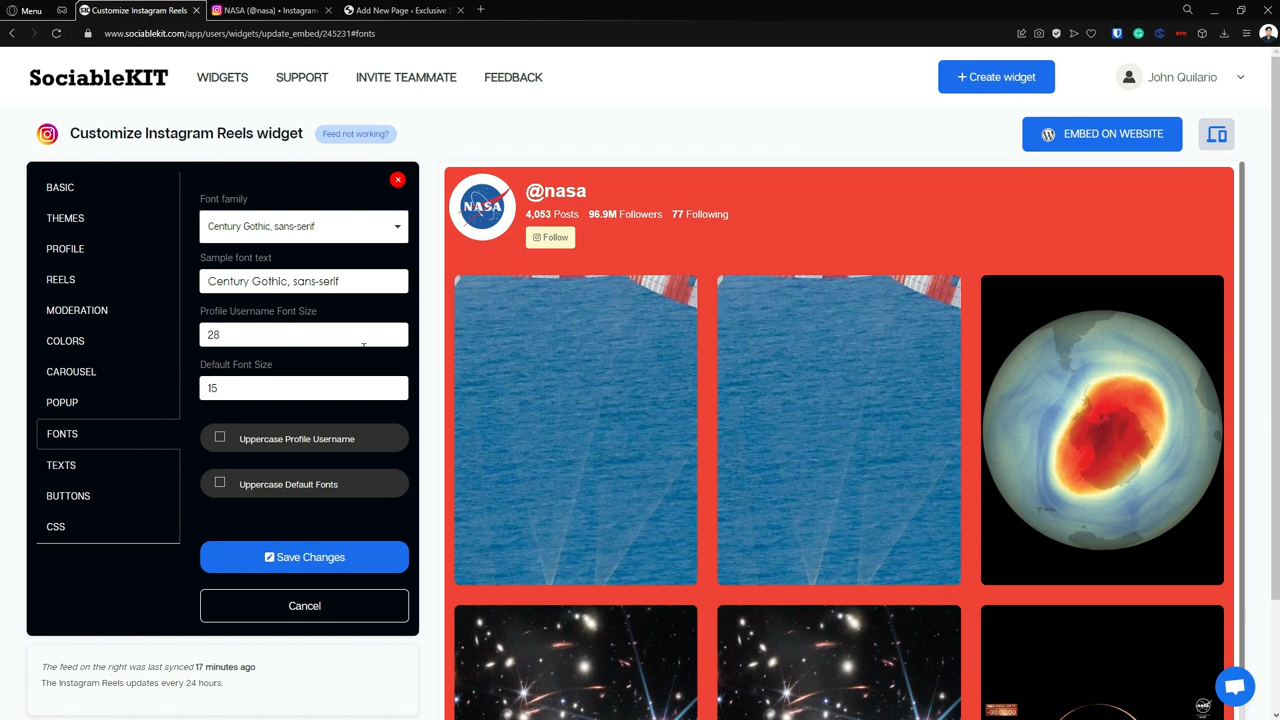 Menu
Customize Instagram Reels
NASA (@nasa) • Instagram
Add New Page ‹ Exclusive S
www.sociablekit.com/app/users/widgets/update_embed/245231#fonts
SociableKIT
WIDGETS
SUPPORT
INVITE TEAMMATE
FEEDBACK
+ Create widget
John Quilario
Customize Instagram Reels widget
Feed not working?
EMBED ON WEBSITE
BASIC
THEMES
PROFILE
REELS
MODERATION
COLORS
CAROUSEL
POPUP
FONTS
TEXTS
BUTTONS
CSS
Font family
Century Gothic, sans-serif
Sample font text
Century Gothic, sans-serif
Profile Username Font Size
28
Default Font Size
15
Uppercase Profile Username
Uppercase Default Fonts
Save Changes
Cancel
The feed on the right was last synced 17 minutes ago
The Instagram Reels updates every 24 hours.
NASA
@nasa
4,053 Posts 96.9M Followers 77 Following
Follow